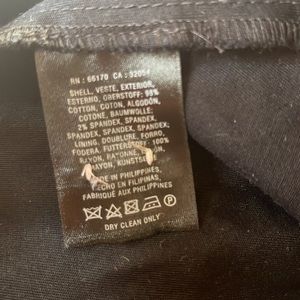 RN : 66170 CA : 32054
SHELL, VESTE, EXTERIOR,
ESTERNO, OBERSTOFF: 98%
COTTON, COTON, ALGODÓN,
COTONE, BAUMWOLLE:
2% SPANDEX, SPANDEX,
SPANDEX, SPANDEX, SPANDEX
LINING, DOUBLURE, FORRO,
FODERA, FUTTERSTOFF: 100%
RAYON, RAYONNE,
RAYON,
MADE IN PHILIPPINES
HECHO EN FILIPINAS
FABRIQUÉ AUX PHILIPPINES
DRY CLEAN ONLY